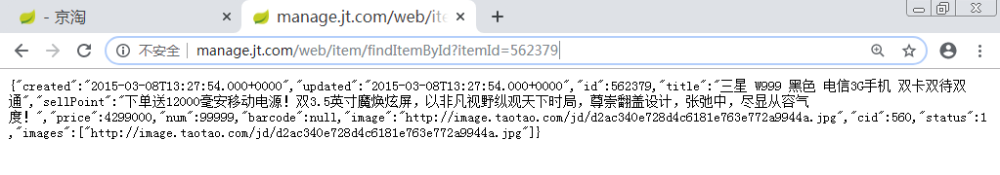 - 京淘
manage.jt.com/web/ite
不安全 | manage.jt.com/web/item/findItemById?itemId=562379
{"created":"2015-03-08T13:27:54.000+0000","updated":"2015-03-08T13:27:54.000+0000","id":562379,"title":"三星 W999 黑色 电信3G手机 双卡双待双
通","sellPoint":"下单送12000毫安移动电源！双3.5英寸魔焕炫屏，以非凡视野纵观天下时局，尊崇翻盖设计，张弛中，尽显从容气
度！","price":4299000,"num":99999,"barcode":null,"image":"http://image.taotao.com/jd/d2ac340e728d4c6181e763e772a9944a.jpg","cid":560,"status":1
,"images":["http://image.taotao.com/jd/d2ac340e728d4c6181e763e772a9944a.jpg"]}